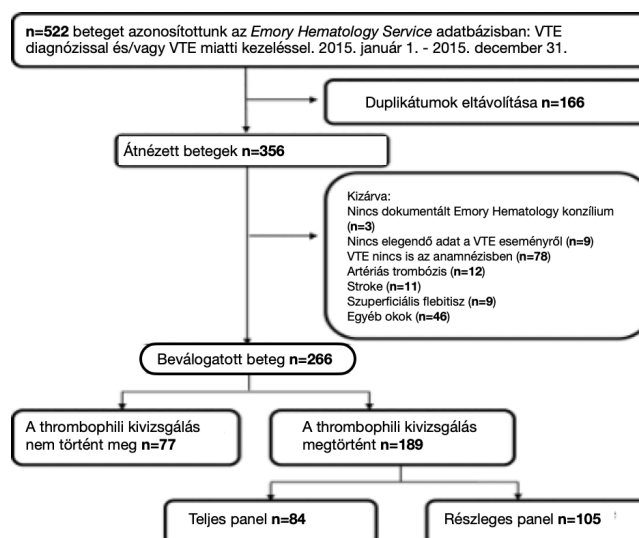 n=522 beteget azonosítottunk az Emory Hematology Service adatbázisban: VTE
diagnózissal és/vagy VTE miatti kezeléssel. 2015. január 1. - 2015. december 31.
Duplikátumok eltávolítása n=166
Átnézett betegek n=356
Kizárva:
Nincs dokumentált Emory Hematology konzílium
(n=3)
Nincs elegendő adat a VTE eseményről (n=9)
VTE nincs is az anamnézisben (n=78)
Artériás trombózis (n=12)
Stroke (n=11)
Szuperficiális flebitisz (n=9)
Egyéb okok (n=46)
Beválogatott beteg n=266
A thrombophili kivizsgálás
nem történt meg n=77
A thrombophili kivizsgálás
megtörtént n=189
Teljes panel n=84
Részleges panel n=105